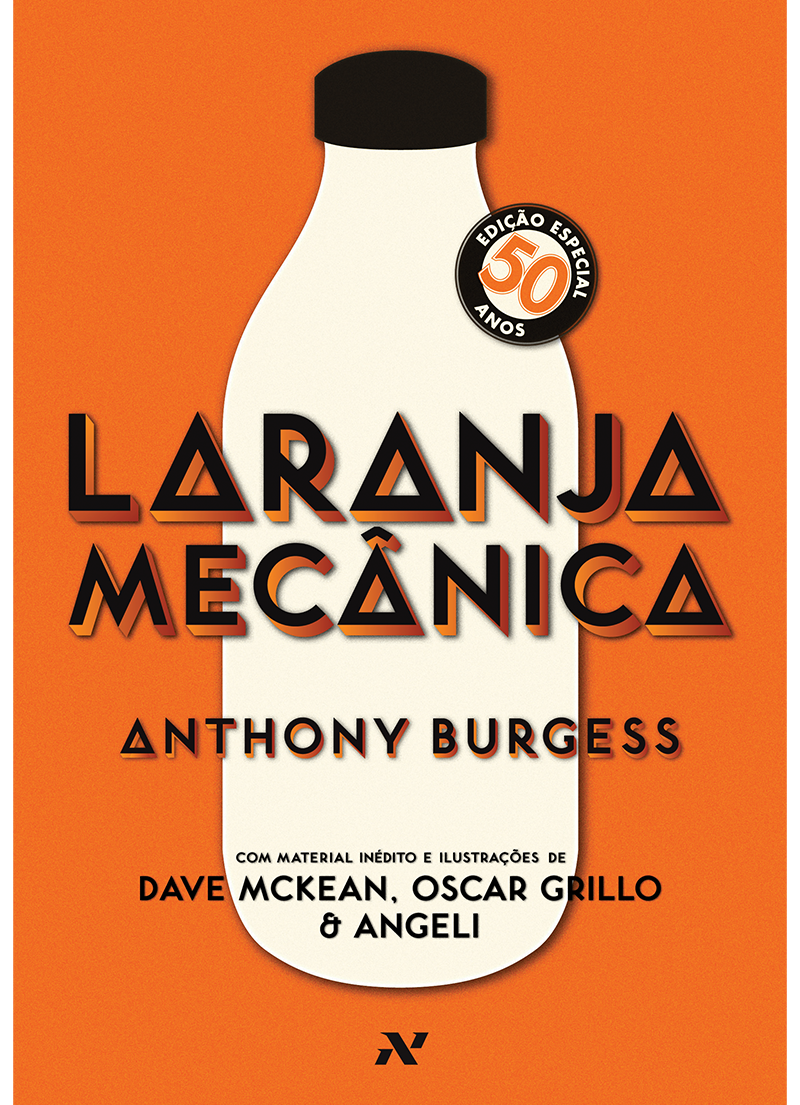 EDIÇÃO ESPECIAL
50
ANOS
LARANJA
MECÂNICA
ANTHONY BURGESS
COM MATERIAL INÉDITO E ILUSTRAÇÕES DE
DAVE MCKEAN, OSCAR GRILLO
& ANGELI